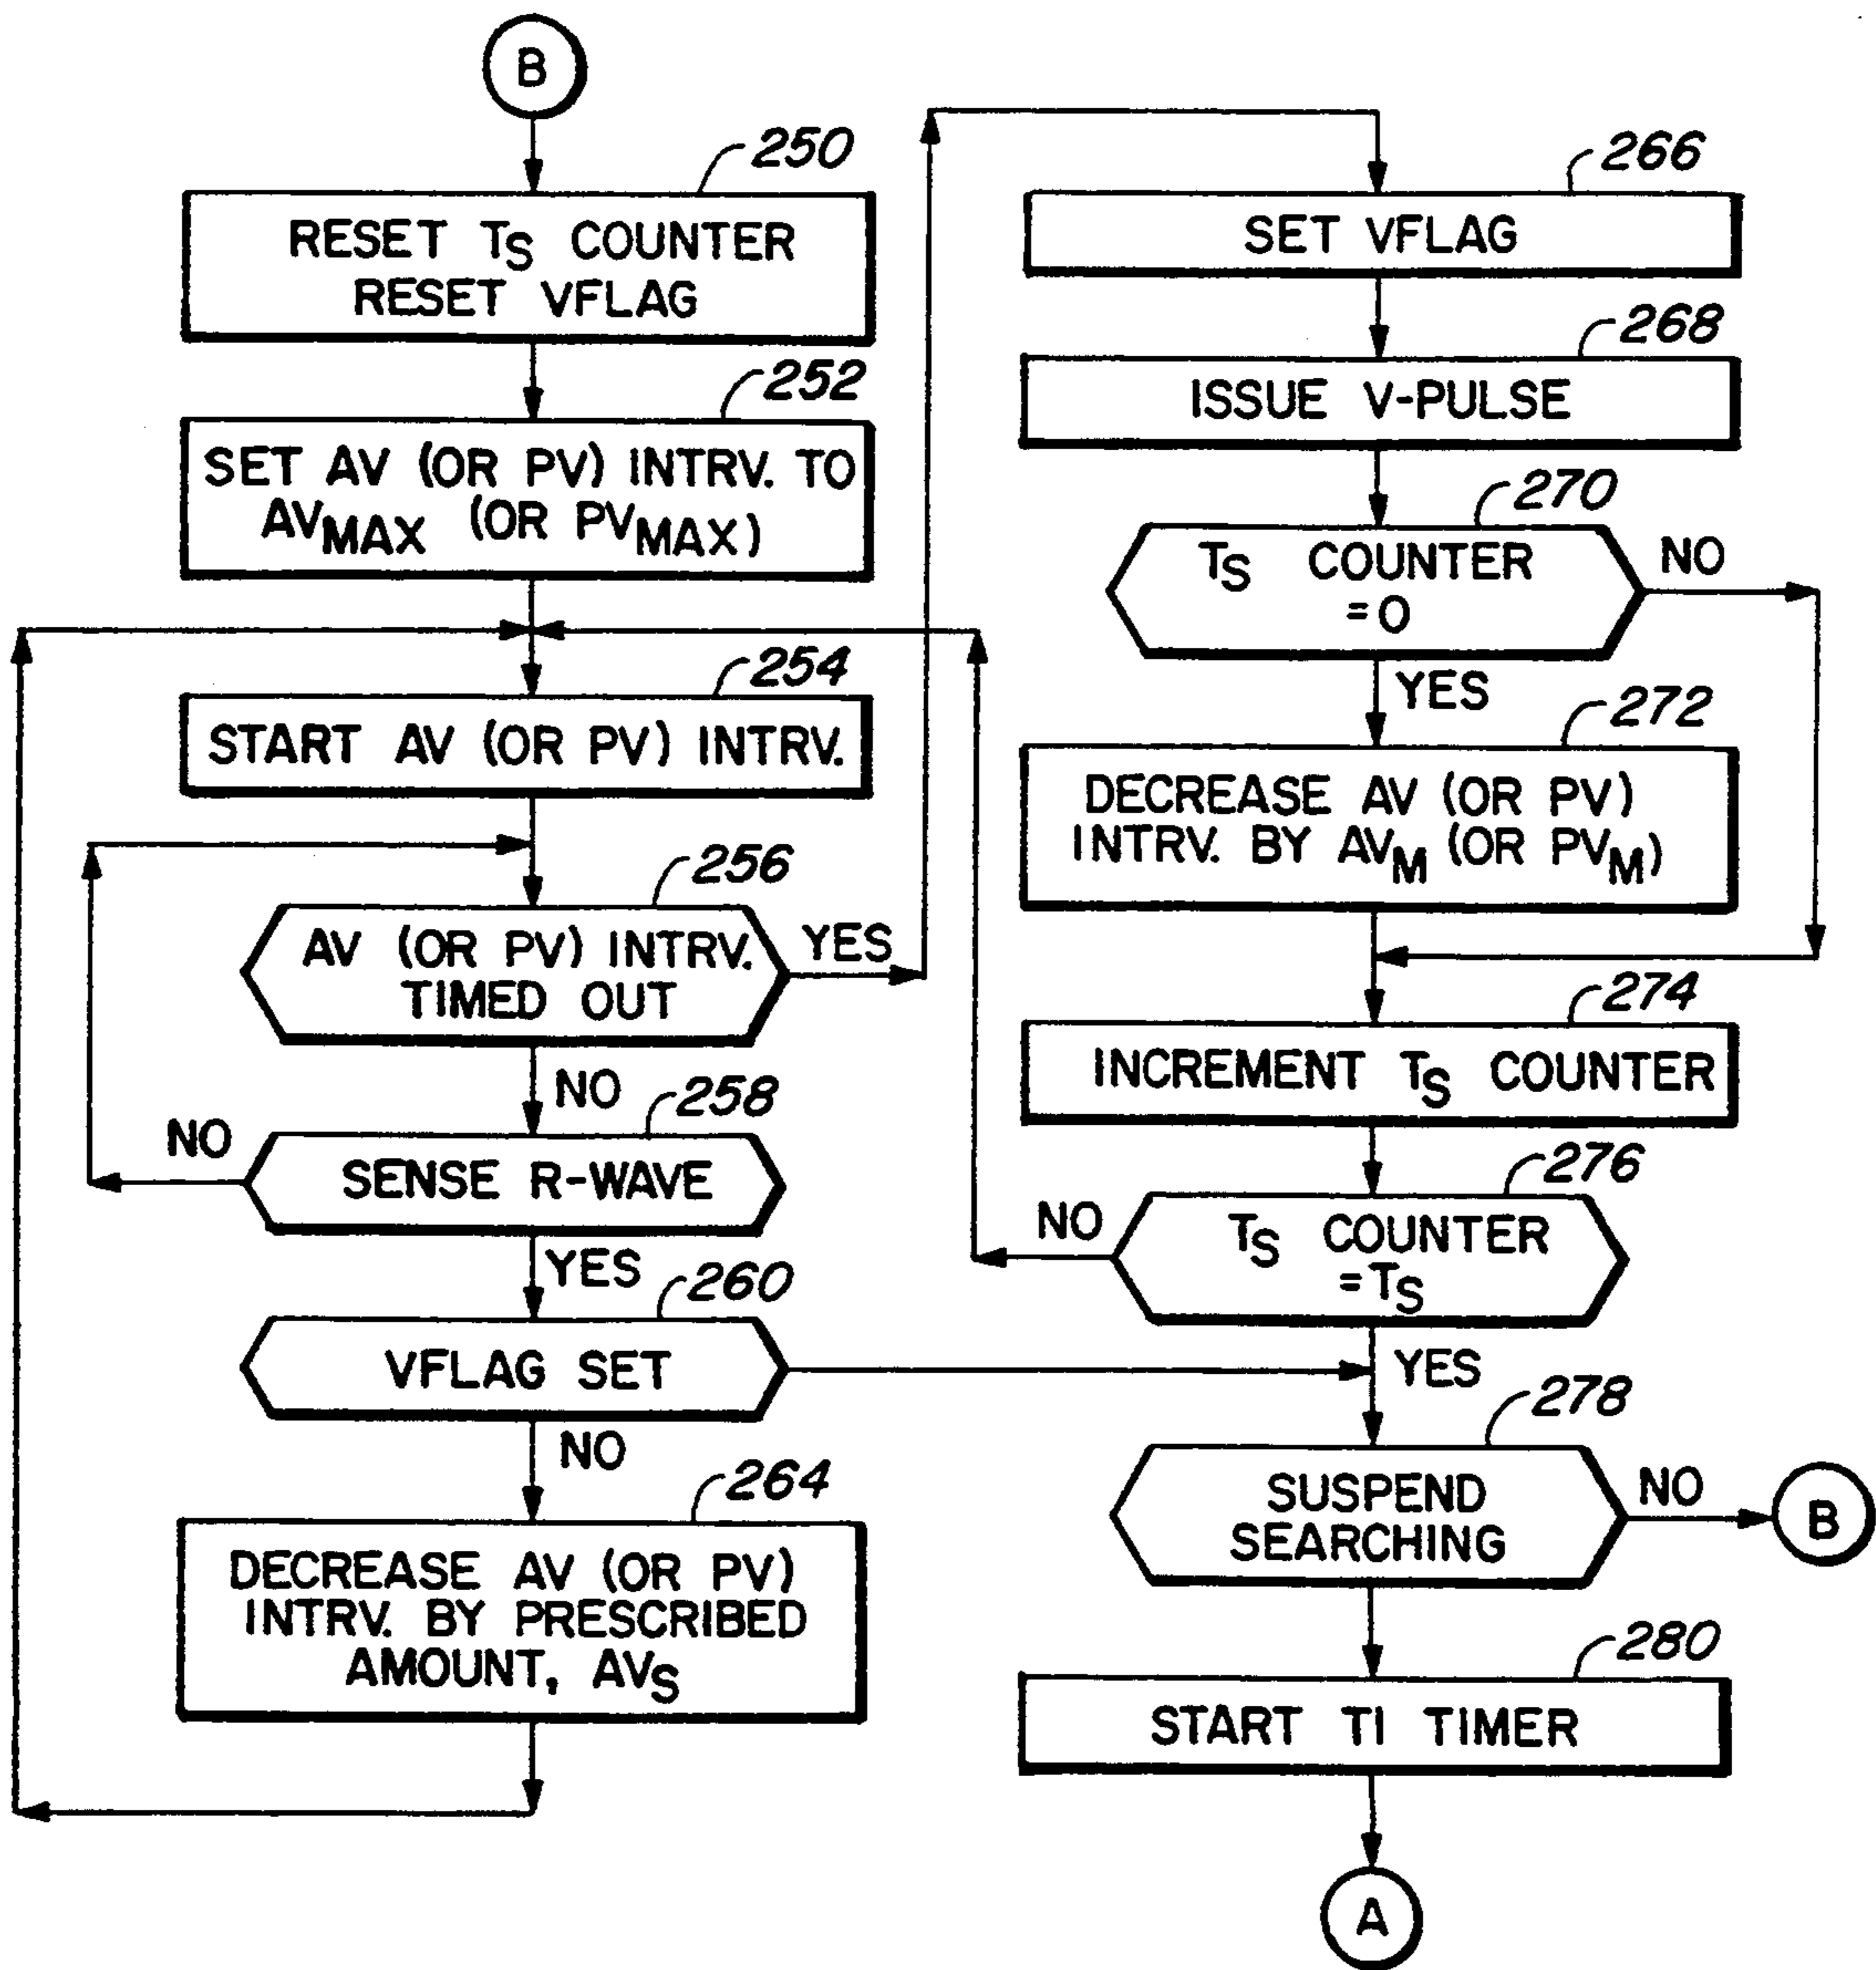 B
250
RESET TS COUNTER
RESET VFLAG
252
SET AV (OR PV) INTRV. TO
AVMAX (OR PVMAX)
254
START AV (OR PV) INTRV.
256
AV (OR PV) INTRV.
TIMED OUT
YES
NO
258
SENSE R-WAVE
NO
YES
260
VFLAG SET
NO
264
DECREASE AV (OR PV)
INTRV. BY PRESCRIBED
AMOUNT, AVS
266
SET VFLAG
268
ISSUE V-PULSE
270
TS COUNTER
=0
NO
YES
272
DECREASE AV (OR PV)
INTRV. BY AVM (OR PVM)
274
INCREMENT TS COUNTER
276
TS COUNTER
=TS
NO
YES
278
SUSPEND
SEARCHING
NO
B
280
START TI TIMER
A